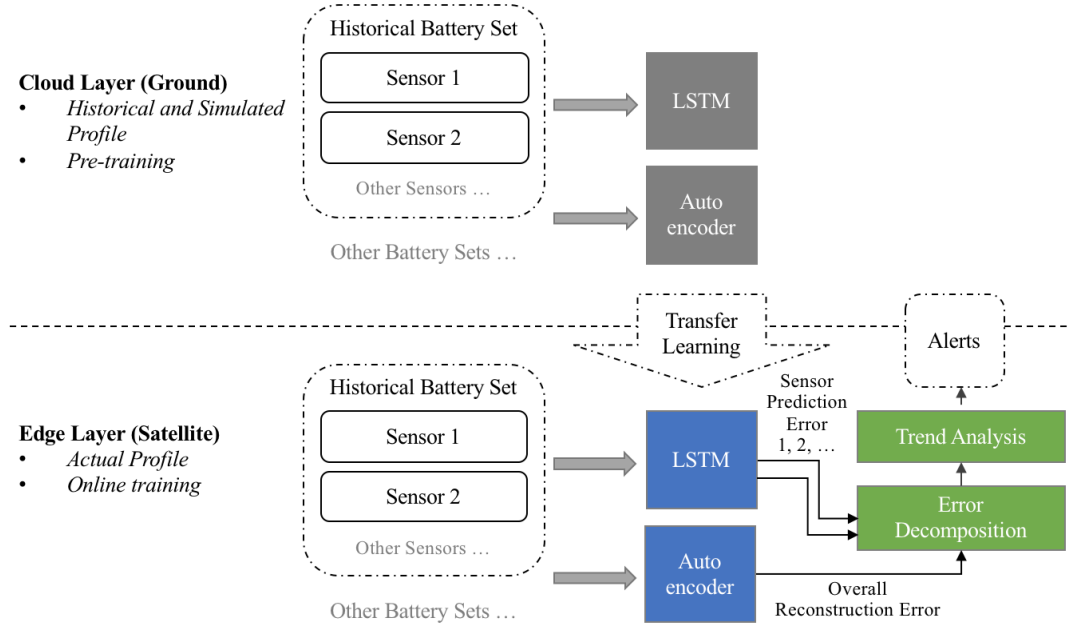 Historical Battery Set
Sensor 1
Sensor 2
Other Sensors …
Other Battery Sets …
Cloud Layer (Ground)
• Historical and Simulated
Profile
• Pre-training
LSTM
Auto
encoder
Transfer
Learning
Alerts
Edge Layer (Satellite)
• Actual Profile
• Online training
Historical Battery Set
Sensor 1
Sensor 2
Other Sensors …
Other Battery Sets …
LSTM
Auto
encoder
Sensor
Prediction
Error
1, 2, …
Trend Analysis
Error
Decomposition
Overall
Reconstruction Error